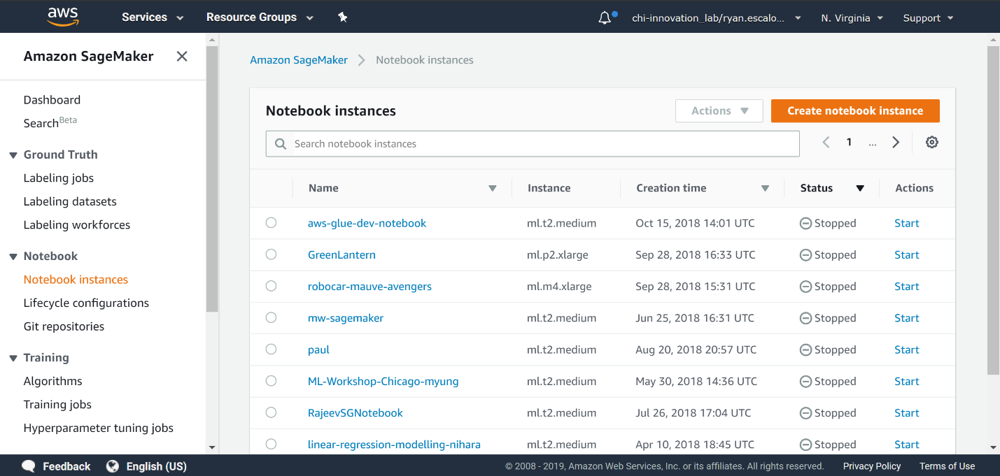 aws Services Resource Groups chi-innovation_lab/ryan.escalo... N. Virginia Support
Amazon SageMaker
Dashboard
Search Beta
Ground Truth
Labeling jobs
Labeling datasets
Labeling workforces
Notebook
Notebook instances
Lifecycle configurations
Git repositories
Training
Algorithms
Training jobs
Hyperparameter tuning jobs
Amazon SageMaker Notebook instances
Notebook instances Actions Create notebook instance
Search notebook instances 1 ...
Name Instance Creation time Status Actions
aws-glue-dev-notebook ml.t2.medium Oct 15, 2018 14:01 UTC Stopped Start
GreenLantern ml.p2.xlarge Sep 28, 2018 16:33 UTC Stopped Start
robocar-mauve-avengers ml.m4.xlarge Sep 28, 2018 15:31 UTC Stopped Start
mw-sagemaker ml.t2.medium Jun 25, 2018 16:31 UTC Stopped Start
paul ml.t2.medium Aug 20, 2018 20:57 UTC Stopped Start
ML-Workshop-Chicago-myung ml.t2.medium May 30, 2018 14:36 UTC Stopped Start
RajeevSGNotebook ml.t2.medium Jul 26, 2018 17:04 UTC Stopped Start
linear-regression-modelling-nihara ml.t2.medium Apr 10, 2018 18:45 UTC Stopped Start
Feedback English (US) © 2008 - 2019, Amazon Web Services, Inc. or its affiliates. All rights reserved. Privacy Policy Terms of Use